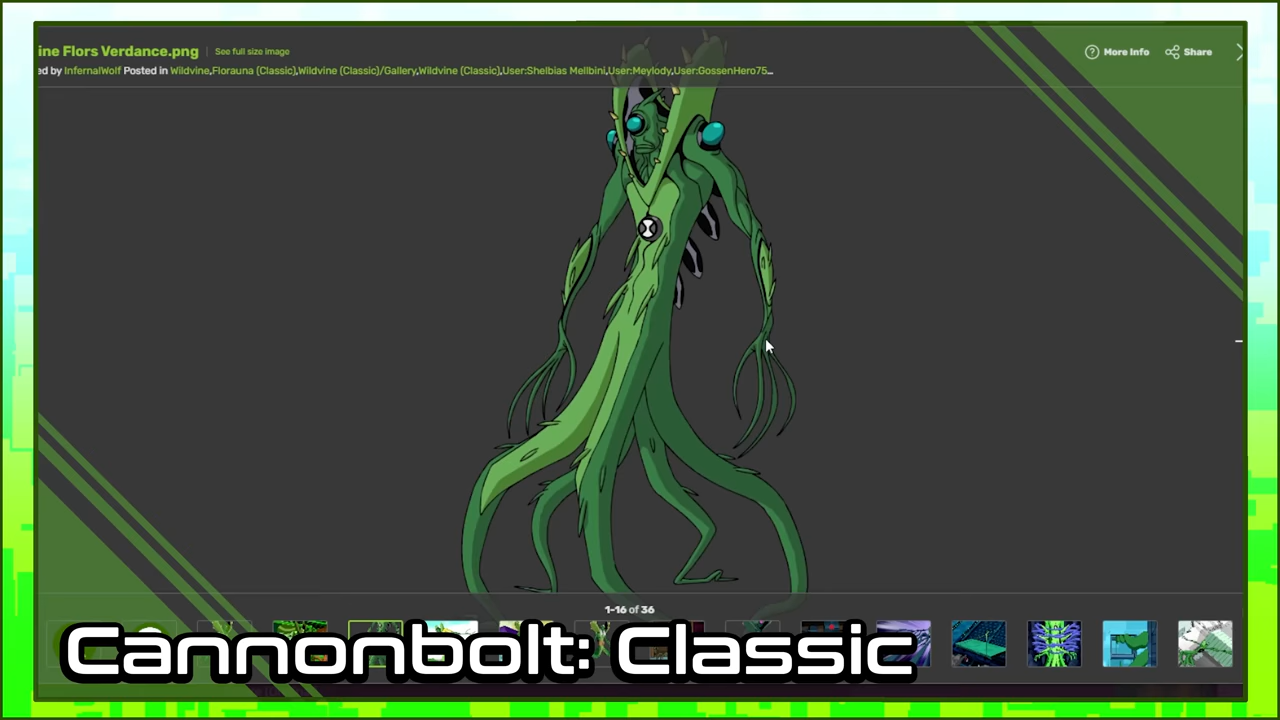 ine Flors Verdance.png
See full size image
More Info
Share
ed by InfernalWolf Posted in Wildvine,Florauna (Classic),Wildvine (Classic)/Gallery,Wildvine (Classic),User:Shelbias Mellbini,User:Meylody,User:GossenHero75...
1-16 of 36
Cannonbolt: Classic